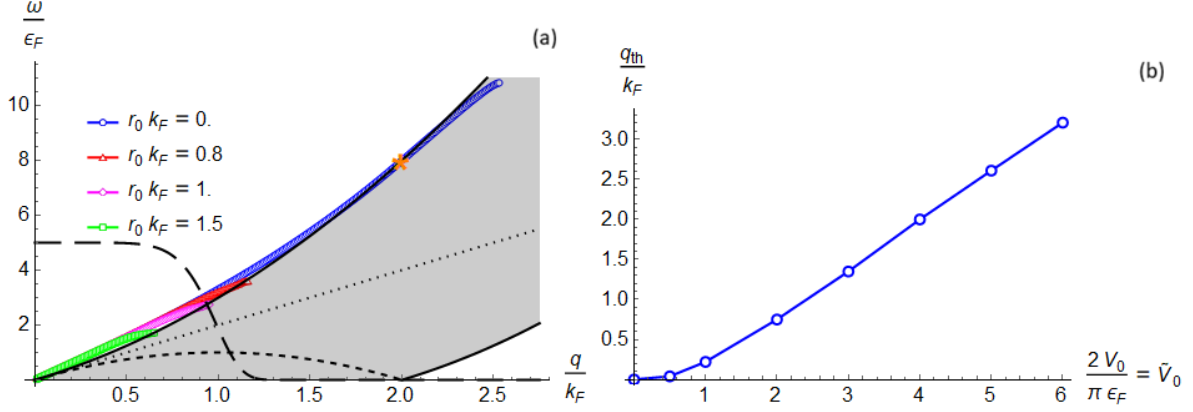 ω
ϵF
(a)
10
8
6
4
2
r0 kF = 0.
r0 kF = 0.8
r0 kF = 1.
r0 kF = 1.5
0.5
1.0
1.5
2.0
2.5
q
kF
qth
kF
(b)
3.0
2.5
2.0
1.5
1.0
0.5
0.0
1
2
3
4
5
6
2 V0
π ϵF
= Ṽ0